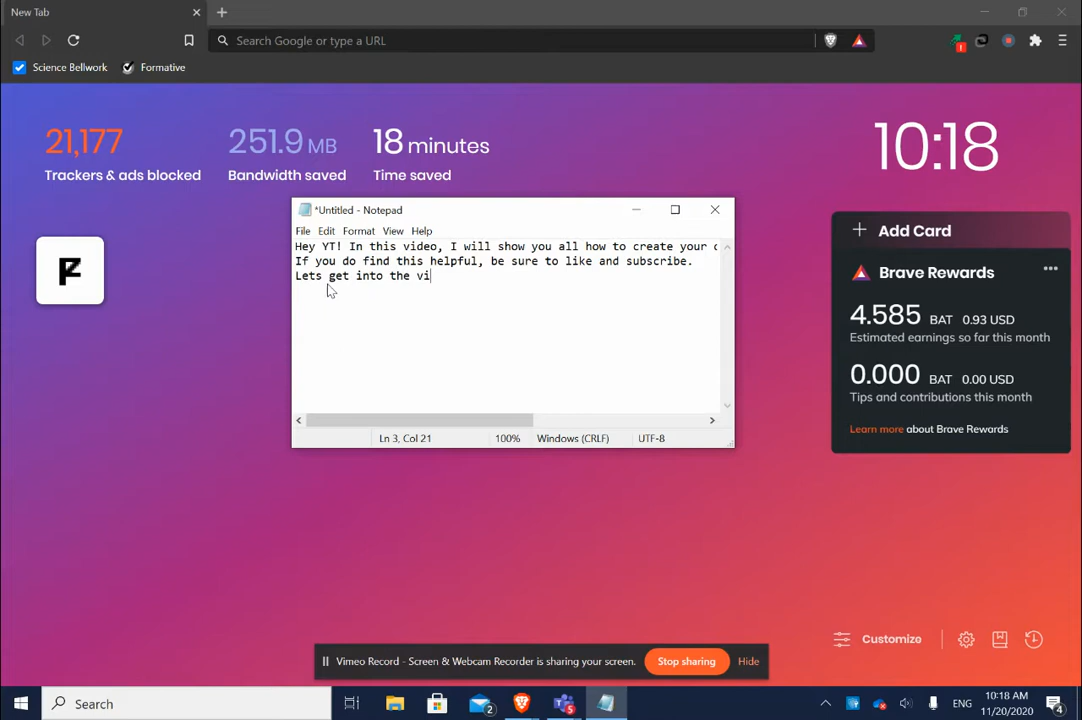 New Tab
Search Google or type a URL
Science Bellwork
Formative
21,177
Trackers & ads blocked
251.9 MB
Bandwidth saved
18 minutes
Time saved
10:18
*Untitled - Notepad
File Edit Format View Help
Hey YT! In this video, I will show you all how to create your
If you do find this helpful, be sure to like and subscribe.
Lets get into the vi
Ln 3, Col 21
100%
Windows (CRLF)
UTF-8
Add Card
Brave Rewards
4.585 BAT 0.93 USD
Estimated earnings so far this month
0.000 BAT 0.00 USD
Tips and contributions this month
Learn more about Brave Rewards
Customize
Vimeo Record - Screen & Webcam Recorder is sharing your screen.
Stop sharing
Hide
Search
2
5
ENG
10:18 AM
11/20/2020
4